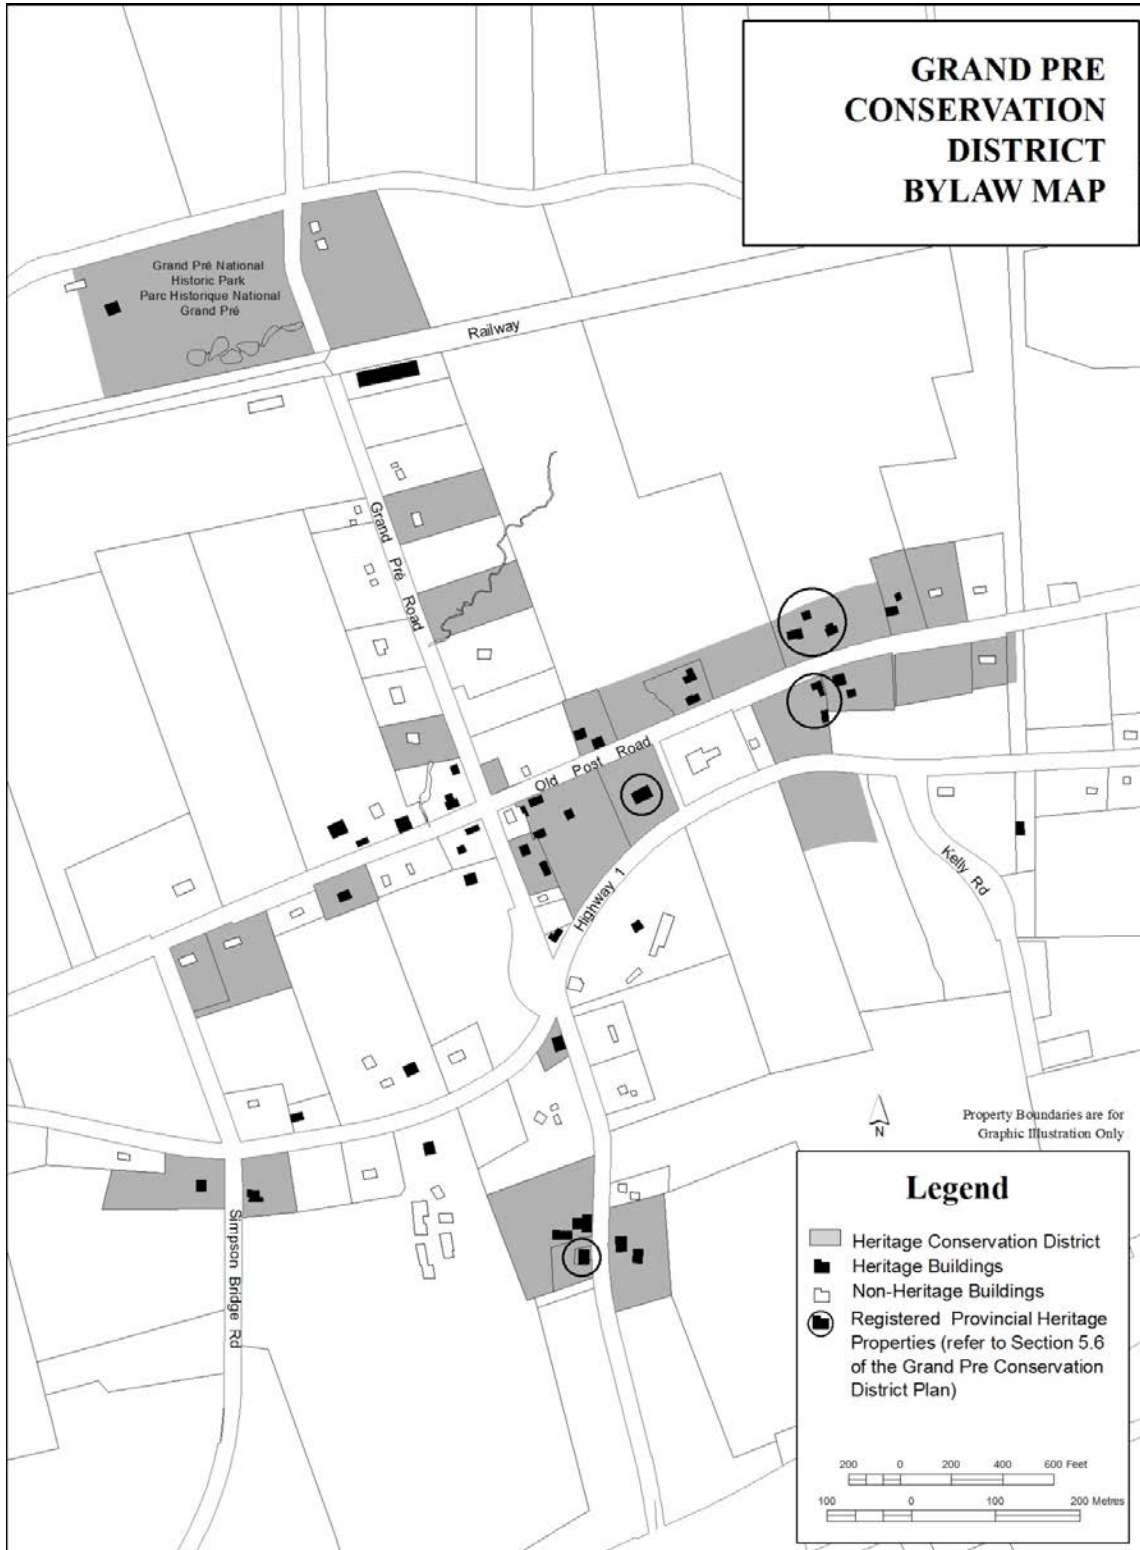 GRAND PRE
CONSERVATION
DISTRICT
BYLAW MAP
Grand Pré National
Historic Park
Parc Historique National
Grand Pré
Railway
Grand Pré Road
Old Post Road
Highway 1
Kelly Rd
Simpson Bridge Rd
N
Property Boundaries are for
Graphic Illustration Only
Legend
Heritage Conservation District
Heritage Buildings
Non-Heritage Buildings
Registered Provincial Heritage
Properties (refer to Section 5.6
of the Grand Pre Conservation
District Plan)
200 0 200 400 600 Feet
100 0 100 200 Metres